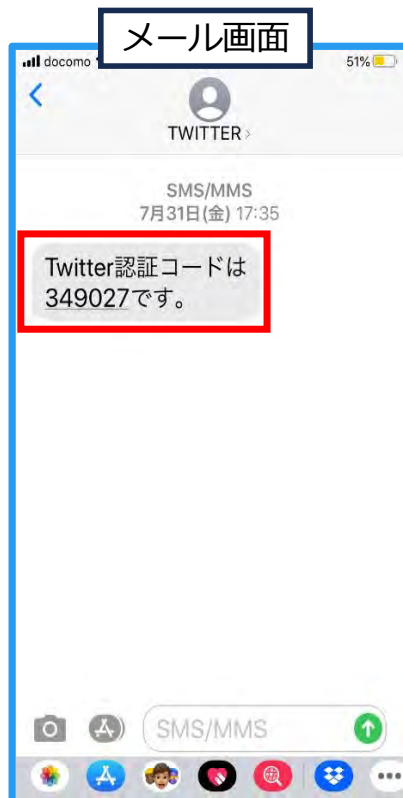 メール画面
docomo
51%
TWITTER
SMS/MMS
7月31日(金) 17:35
Twitter認証コードは
349027です。
SMS/MMS